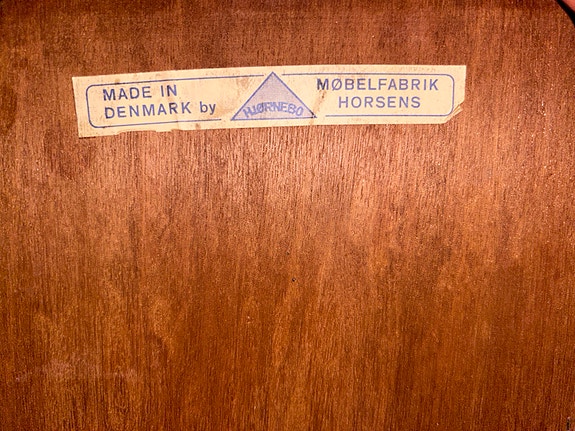 MADE IN
DENMARK by
HJØRNEBO
MØBELFABRIK
HORSENS